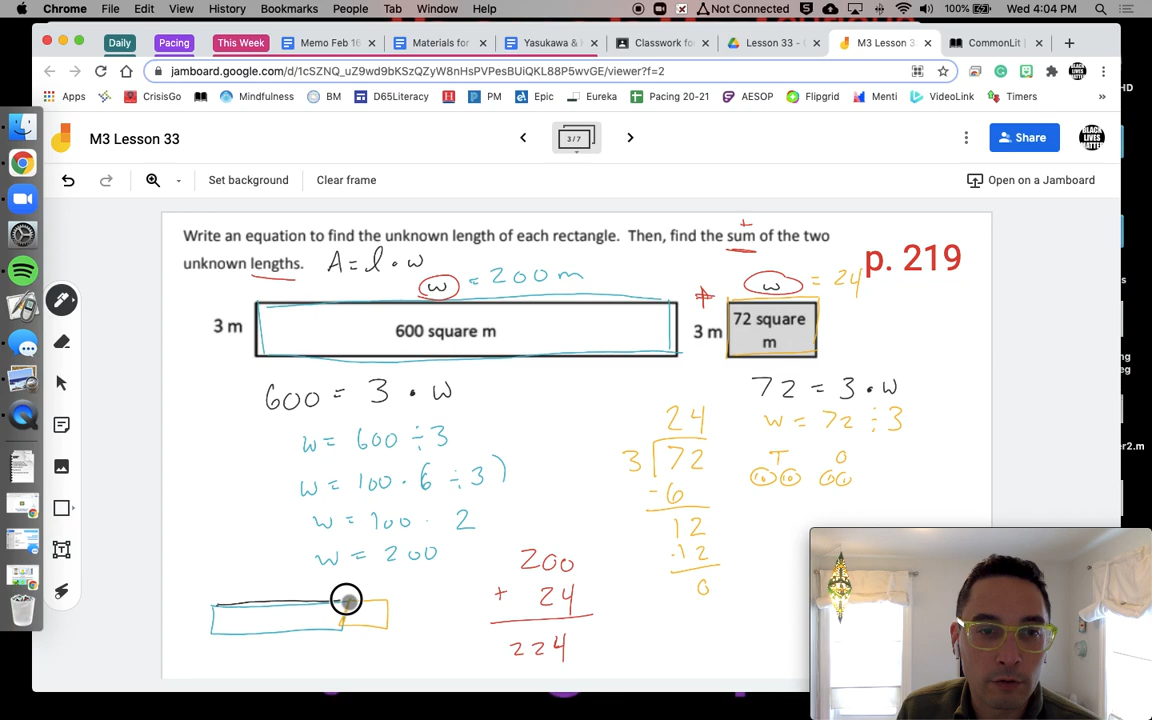 Chrome File Edit View History Bookmarks People Tab Window Help Not Connected 100% Wed 4:04 PM
Daily Pacing This Week Memo Feb 16 Materials for Yasukawa & Classwork for Lesson 33 - M3 Lesson 3 CommonLit
jamboard.google.com/d/1cSZNQ_uZ9wd9bKSzQZyW8nHsPVPesBUiQKL88P5wvGE/viewer?f=2
Apps CrisisGo Mindfulness BM D65Literacy PM Epic Eureka Pacing 20-21 AESOP Flipgrid Menti VideoLink Timers »
M3 Lesson 33
3/7
Share
BLACK LIVES MATTER
Set background
Clear frame
Open on a Jamboard
+
Write an equation to find the unknown length of each rectangle. Then, find the sum of the two
unknown lengths. A = l · w
p. 219
w = 200 m
w = 24
3 m
600 square m
3 m
72 square
m
600 = 3 · w
w = 600 ÷ 3
w = 100 · 6 ÷ 3)
w = 100 · 2
w = 200
200
+ 24
224
24
3 72
-6
12
-12
0
72 = 3 · w
w = 72 ÷ 3
T O
10 10